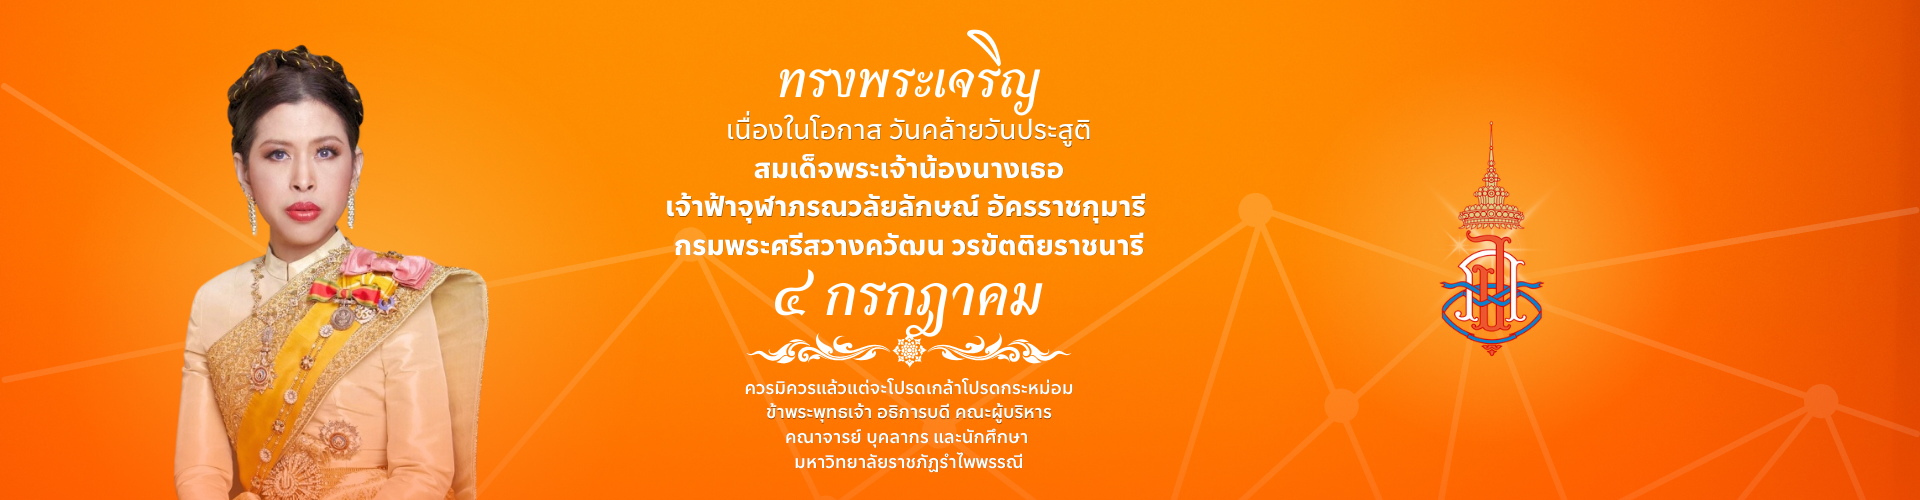 ทรงพระเจริญ
เนื่องในโอกาส วันคล้ายวันประสูติ
สมเด็จพระเจ้าน้องนางเธอ
เจ้าฟ้าจุฬาภรณวลัยลักษณ์ อัครราชกุมารี
กรมพระศรีสวางควัฒน วรขัตติยราชนารี
๔ กรกฎาคม
ควรมิควรแล้วแต่จะโปรดเกล้าโปรดกระหม่อม
ข้าพระพุทธเจ้า อธิการบดี คณะผู้บริหาร
คณาจารย์ บุคลากร และนักศึกษา
มหาวิทยาลัยราชภัฏรำไพพรรณี